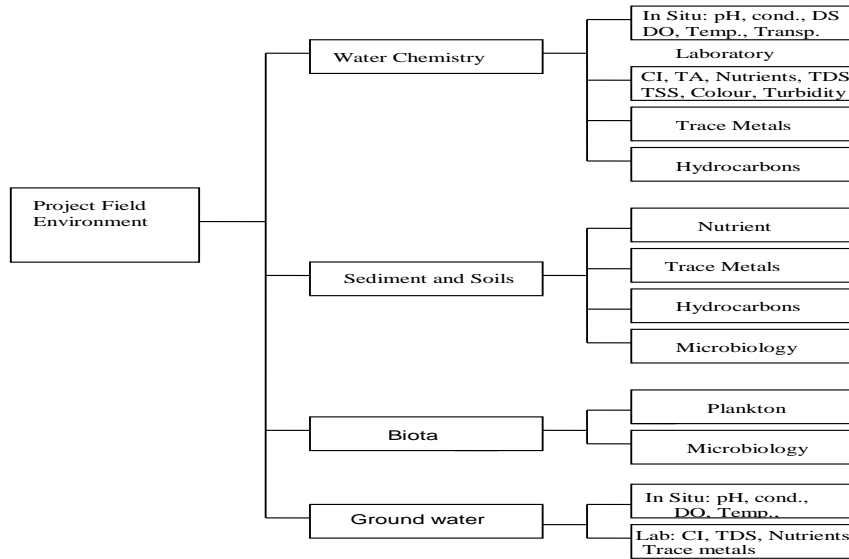 Project Field
Environment
Water Chemistry
In Situ: pH, cond., DS
DO, Temp., Transp.
Laboratory
CI, TA, Nutrients, TDS
TSS, Colour, Turbidity
Trace Metals
Hydrocarbons
Sediment and Soils
Nutrient
Trace Metals
Hydrocarbons
Microbiology
Biota
Plankton
Microbiology
Ground water
In Situ: pH, cond.,
DO, Temp.,
Lab: CI, TDS, Nutrients
Trace metals